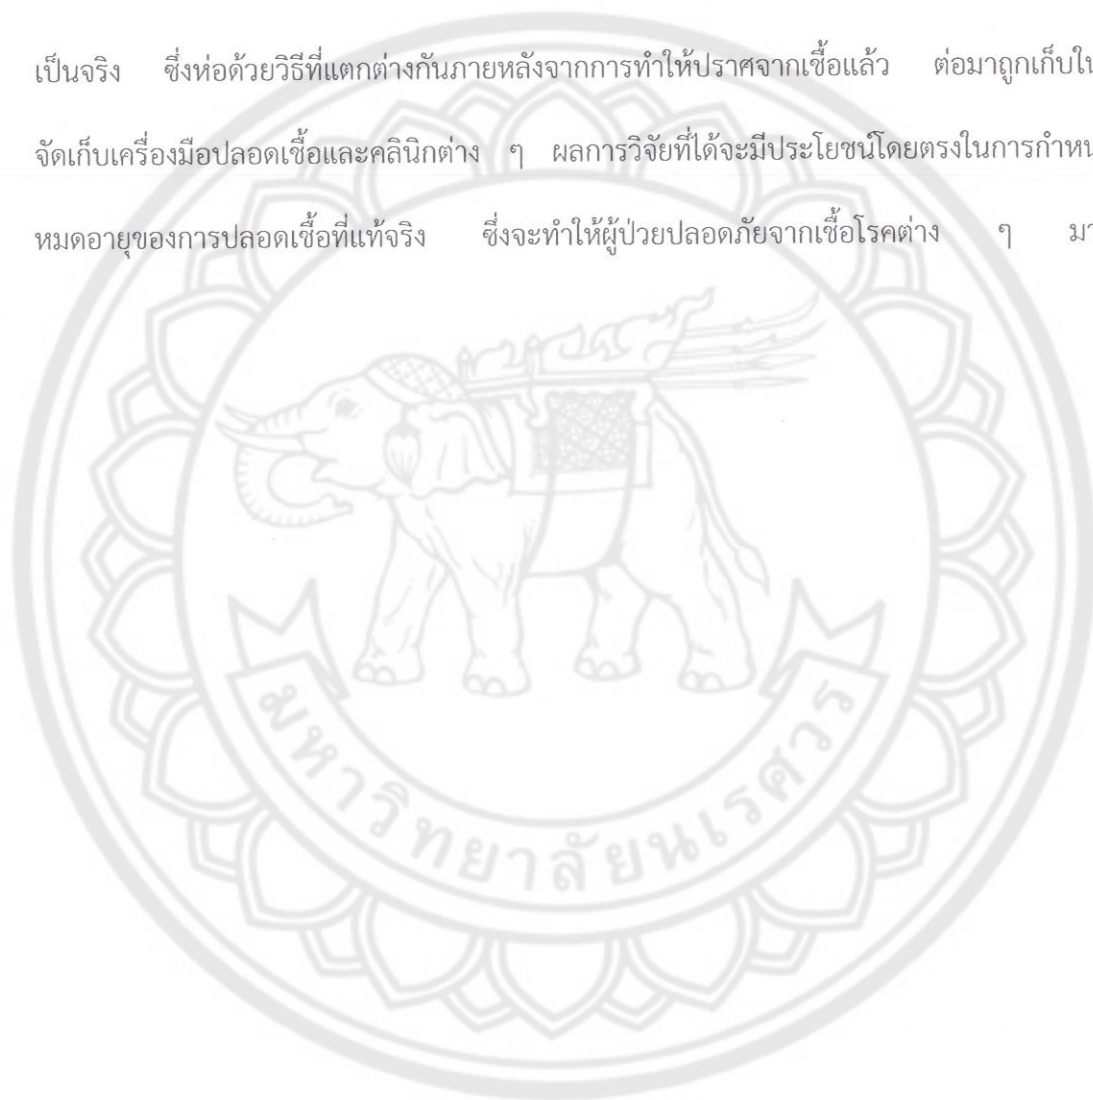 เป็นจริง ซึ่งห่อด้วยวิธีที่แตกต่างกันภายหลังจากการทำให้ปราศจากเชื้อแล้ว ต่อมาถูกเก็บใน
จัดเก็บเครื่องมือปลอดเชื้อและคลินิกต่าง ๆ ผลการวิจัยที่ได้จะมีประโยชน์โดยตรงในการกำหน
หมดอายุของการปลอดเชื้อที่แท้จริง ซึ่งจะทำให้ผู้ป่วยปลอดภัยจากเชื้อโรคต่าง ๆ มา
มหาวิทยาลัยนเรศวร